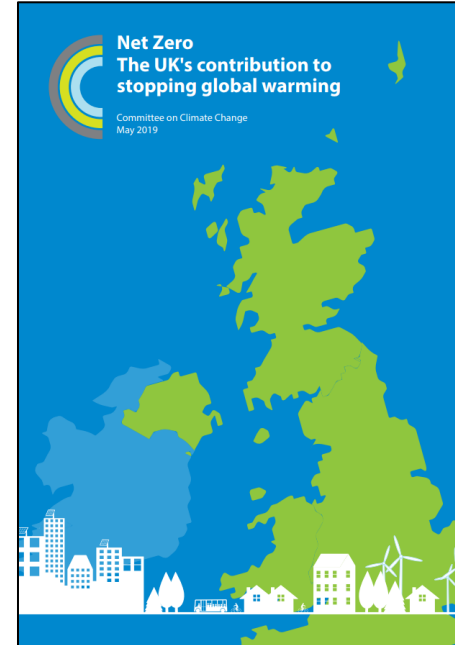 Net Zero
The UK's contribution to
stopping global warming
Committee on Climate Change
May 2019